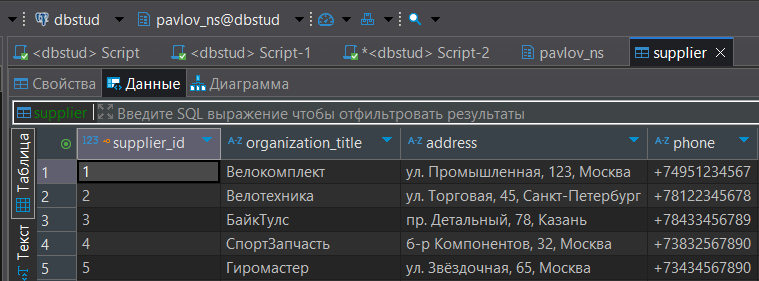 dbstud pavlov_ns@dbstud
<dbstud> Script <dbstud> Script-1 *<dbstud> Script-2 pavlov_ns supplier
Свойства Данные Диаграмма
supplier Введите SQL выражение чтобы отфильтровать результаты
Таблица
Текст
123 supplier_id A-Z organization_title A-Z address A-Z phone
1 1 Велокомплект ул. Промышленная, 123, Москва +74951234567
2 2 Велотехника ул. Торговая, 45, Санкт-Петербург +78122345678
3 3 БайкТулс пр. Детальный, 78, Казань +78433456789
4 4 СпортЗапчасть б-р Компонентов, 32, Москва +73832567890
5 5 Гиромастер ул. Звёздочная, 65, Москва +73434567890